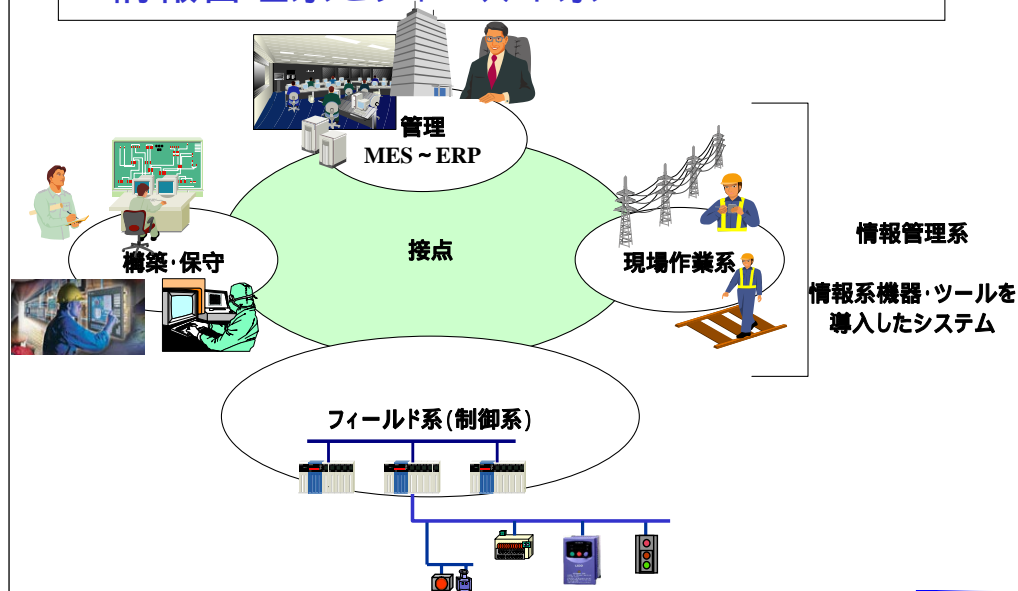 管理
MES~ERP
接点
構築・保守
現場作業系
情報管理系
情報系機器・ツールを
導入したシステム
フィールド系(制御系)